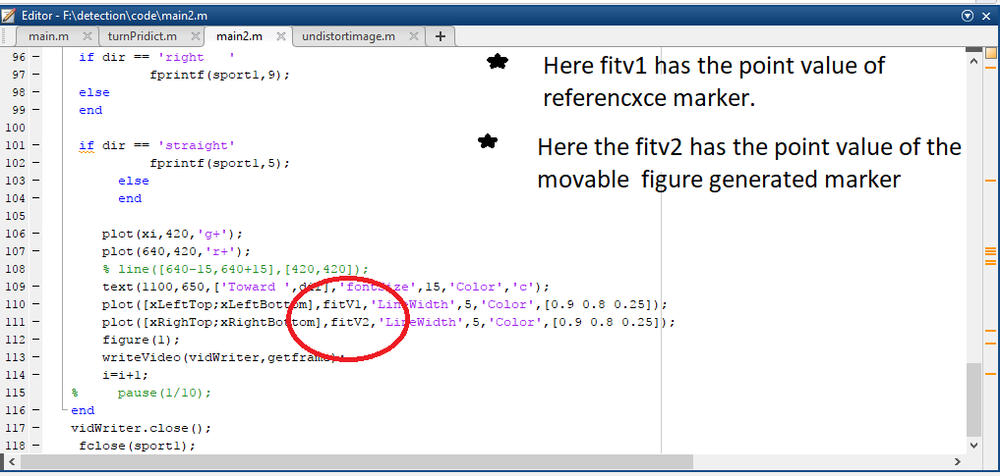 Editor - F:\detection\code\main2.m
main.m × turnPridict.m × main2.m × undistortimage.m × +
96 – if dir == 'right   '
97 – fprintf(sport1,9);
98 – else
99 – end
100
101 – if dir == 'straight'
102 – fprintf(sport1,5);
103 – else
104 – end
105
106 – plot(xi,420,'g+');
107 – plot(640,420,'r+');
108 % line([640-15,640+15],[420,420]);
109 – text(1100,650,['Toward ',dir],'fontSize',15,'Color','c');
110 – plot([xLeftTop;xLeftBottom],fitV1,'LineWidth',5,'Color',[0.9 0.8 0.25]);
111 – plot([xRighTop;xRightBottom],fitV2,'LineWidth',5,'Color',[0.9 0.8 0.25]);
112 – figure(1);
113 – writeVideo(vidWriter,getframe);
114 – i=i+1;
115 % pause(1/10);
116 – end
117 – vidWriter.close();
118 – fclose(sport1);
Here fitv1 has the point value of
referencxce marker.
Here the fitv2 has the point value of the
movable figure generated marker